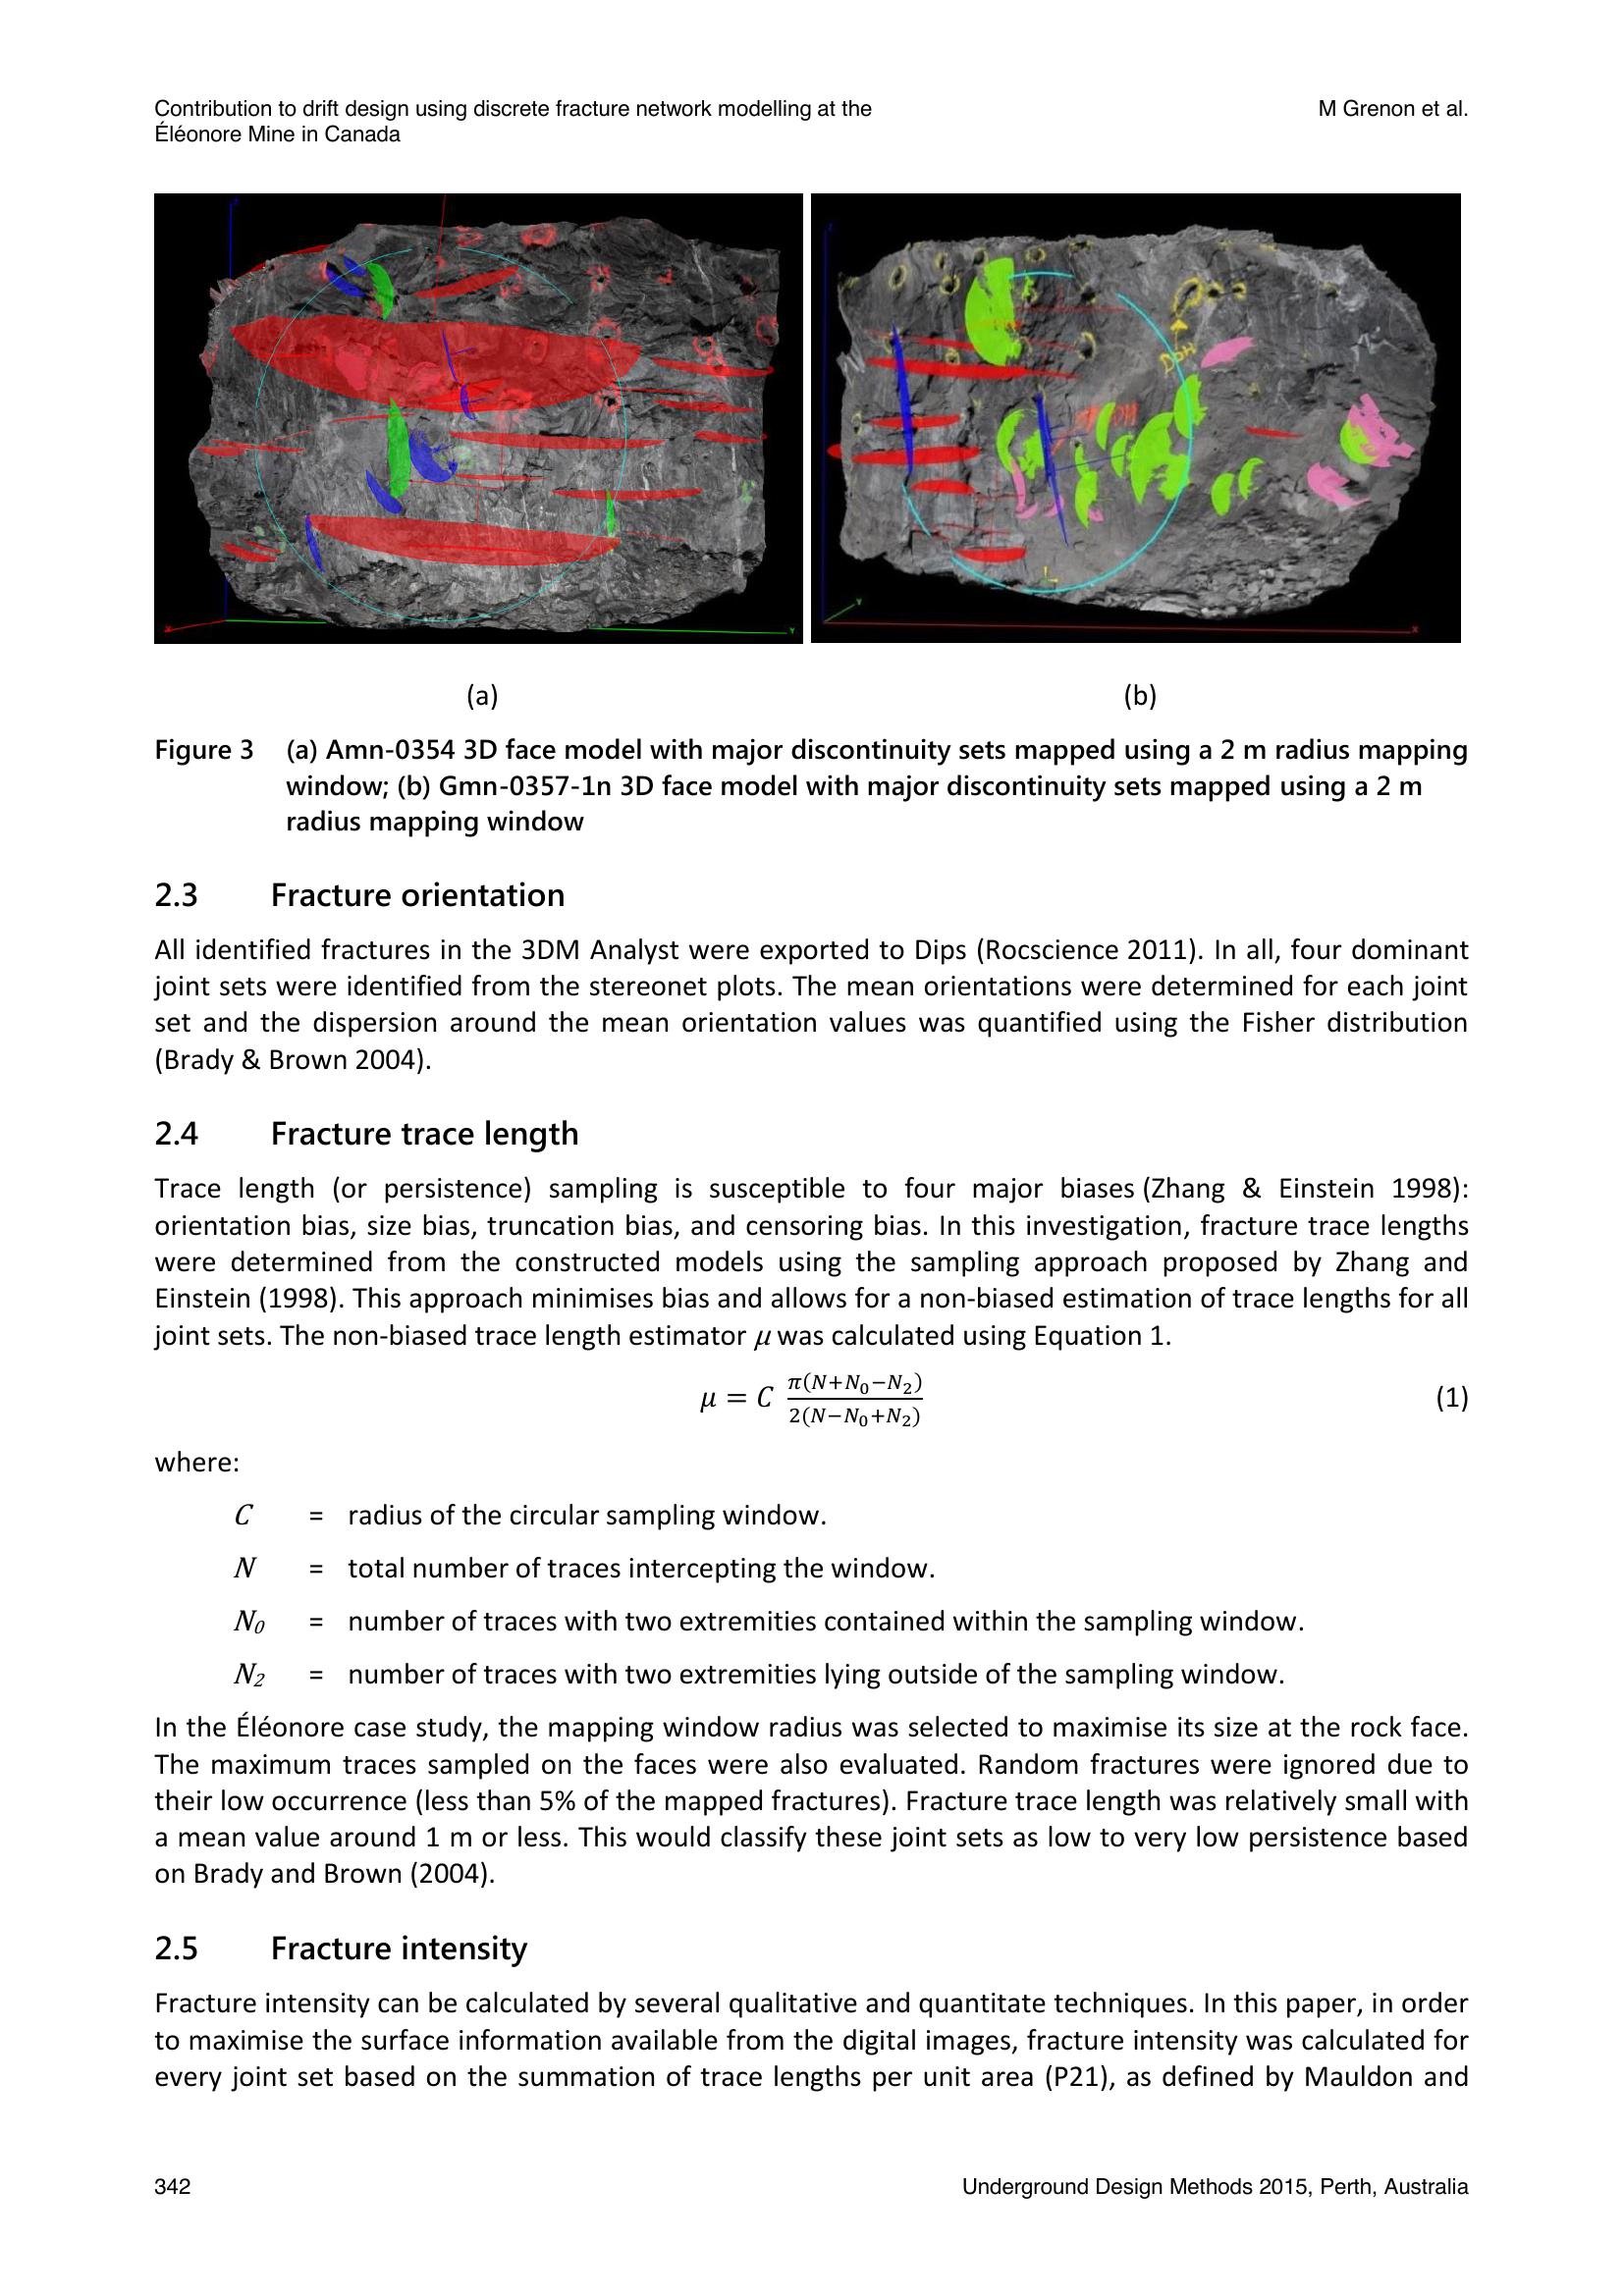 Contribution to drift design using discrete fracture network modelling at the
Éléonore Mine in Canada
M Grenon et al.
Z
X
Y
DDH
Z
Y
X
(a)
(b)
Figure 3 (a) Amn-0354 3D face model with major discontinuity sets mapped using a 2 m radius mapping
window; (b) Gmn-0357-1n 3D face model with major discontinuity sets mapped using a 2 m
radius mapping window
2.3 Fracture orientation
All identified fractures in the 3DM Analyst were exported to Dips (Rocscience 2011). In all, four dominant
joint sets were identified from the stereonet plots. The mean orientations were determined for each joint
set and the dispersion around the mean orientation values was quantified using the Fisher distribution
(Brady & Brown 2004).
2.4 Fracture trace length
Trace length (or persistence) sampling is susceptible to four major biases (Zhang & Einstein 1998):
orientation bias, size bias, truncation bias, and censoring bias. In this investigation, fracture trace lengths
were determined from the constructed models using the sampling approach proposed by Zhang and
Einstein (1998). This approach minimises bias and allows for a non-biased estimation of trace lengths for all
joint sets. The non-biased trace length estimator μ was calculated using Equation 1.
μ = C π(N+N₀−N₂) / 2(N−N₀+N₂) (1)
where:
C = radius of the circular sampling window.
N = total number of traces intercepting the window.
N₀ = number of traces with two extremities contained within the sampling window.
N₂ = number of traces with two extremities lying outside of the sampling window.
In the Éléonore case study, the mapping window radius was selected to maximise its size at the rock face.
The maximum traces sampled on the faces were also evaluated. Random fractures were ignored due to
their low occurrence (less than 5% of the mapped fractures). Fracture trace length was relatively small with
a mean value around 1 m or less. This would classify these joint sets as low to very low persistence based
on Brady and Brown (2004).
2.5 Fracture intensity
Fracture intensity can be calculated by several qualitative and quantitate techniques. In this paper, in order
to maximise the surface information available from the digital images, fracture intensity was calculated for
every joint set based on the summation of trace lengths per unit area (P21), as defined by Mauldon and
342
Underground Design Methods 2015, Perth, Australia